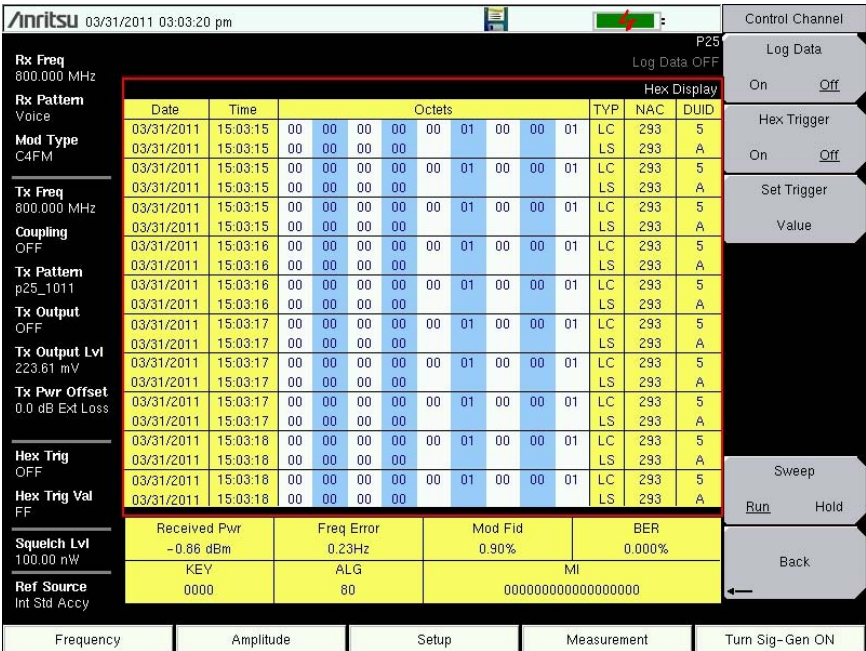 Anritsu 03/31/2011 03:03:20 pm
Control Channel
P25
Log Data OFF
Rx Freq
800.000 MHz
Rx Pattern
Voice
Mod Type
C4FM
Tx Freq
800.000 MHz
Coupling
OFF
Tx Pattern
p25_1011
Tx Output
OFF
Tx Output Lvl
223.61 mV
Tx Pwr Offset
0.0 dB Ext Loss
Hex Trig
OFF
Hex Trig Val
FF
Squelch Lvl
100.00 nW
Ref Source
Int Std Accy
Hex Display
Date Time Octets TYP NAC DUID
03/31/2011 15:03:15 00 00 00 00 00 01 00 00 01 LC 293 5
03/31/2011 15:03:15 00 00 00 00 LS 293 A
03/31/2011 15:03:15 00 00 00 00 00 01 00 00 01 LC 293 5
03/31/2011 15:03:15 00 00 00 00 LS 293 A
03/31/2011 15:03:15 00 00 00 00 00 01 00 00 01 LC 293 5
03/31/2011 15:03:15 00 00 00 00 LS 293 A
03/31/2011 15:03:16 00 00 00 00 00 01 00 00 01 LC 293 5
03/31/2011 15:03:16 00 00 00 00 LS 293 A
03/31/2011 15:03:16 00 00 00 00 00 01 00 00 01 LC 293 5
03/31/2011 15:03:16 00 00 00 00 LS 293 A
03/31/2011 15:03:17 00 00 00 00 00 01 00 00 01 LC 293 5
03/31/2011 15:03:17 00 00 00 00 LS 293 A
03/31/2011 15:03:17 00 00 00 00 00 01 00 00 01 LC 293 5
03/31/2011 15:03:17 00 00 00 00 LS 293 A
03/31/2011 15:03:17 00 00 00 00 00 01 00 00 01 LC 293 5
03/31/2011 15:03:17 00 00 00 00 LS 293 A
03/31/2011 15:03:18 00 00 00 00 00 01 00 00 01 LC 293 5
03/31/2011 15:03:18 00 00 00 00 LS 293 A
03/31/2011 15:03:18 00 00 00 00 00 01 00 00 01 LC 293 5
03/31/2011 15:03:18 00 00 00 00 LS 293 A
Received Pwr Freq Error Mod Fid BER
-0.86 dBm 0.23Hz 0.90% 0.000%
KEY ALG MI
0000 80 000000000000000000
Log Data
On Off
Hex Trigger
On Off
Set Trigger
Value
Sweep
Run Hold
Back
Frequency Amplitude Setup Measurement Turn Sig-Gen ON